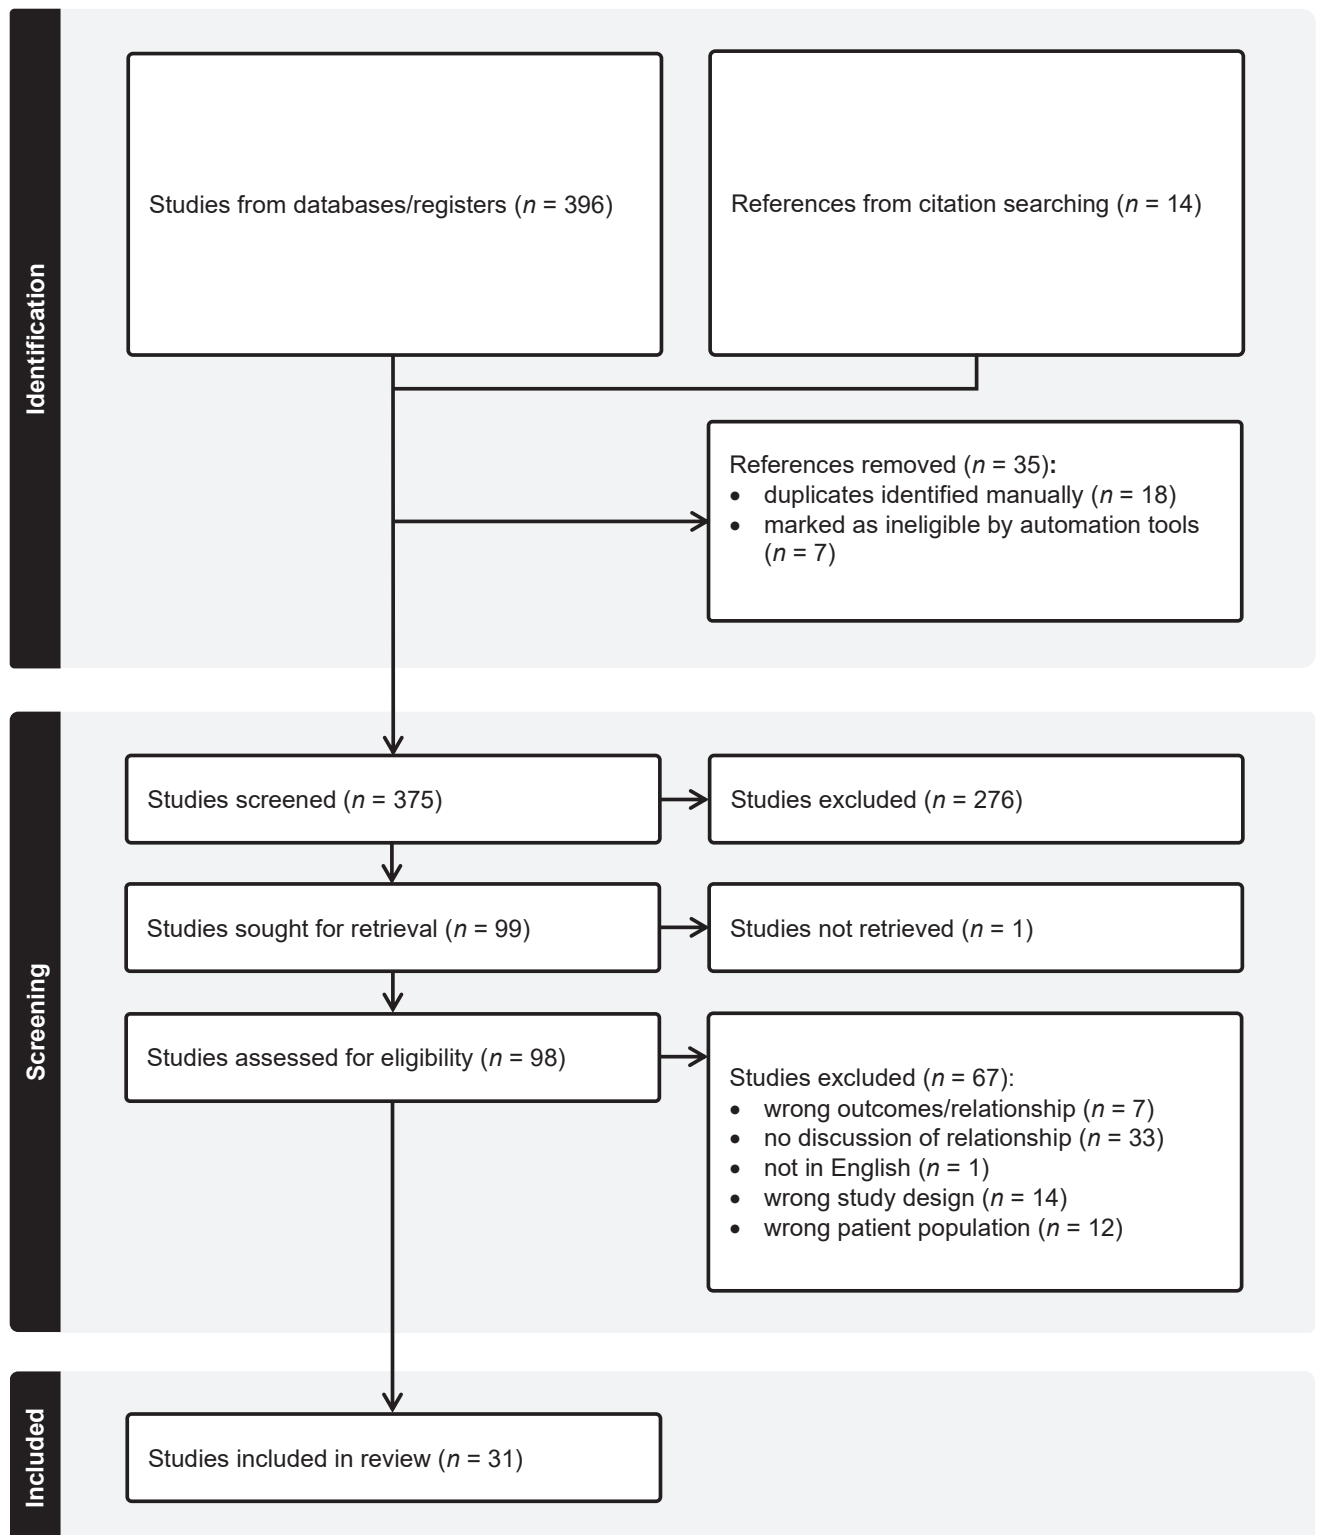 Identification
Studies from databases/registers (n = 396)
References from citation searching (n = 14)
References removed (n = 35):
• duplicates identified manually (n = 18)
• marked as ineligible by automation tools
(n = 7)
Screening
Studies screened (n = 375)
Studies excluded (n = 276)
Studies sought for retrieval (n = 99)
Studies not retrieved (n = 1)
Studies assessed for eligibility (n = 98)
Studies excluded (n = 67):
• wrong outcomes/relationship (n = 7)
• no discussion of relationship (n = 33)
• not in English (n = 1)
• wrong study design (n = 14)
• wrong patient population (n = 12)
Included
Studies included in review (n = 31)